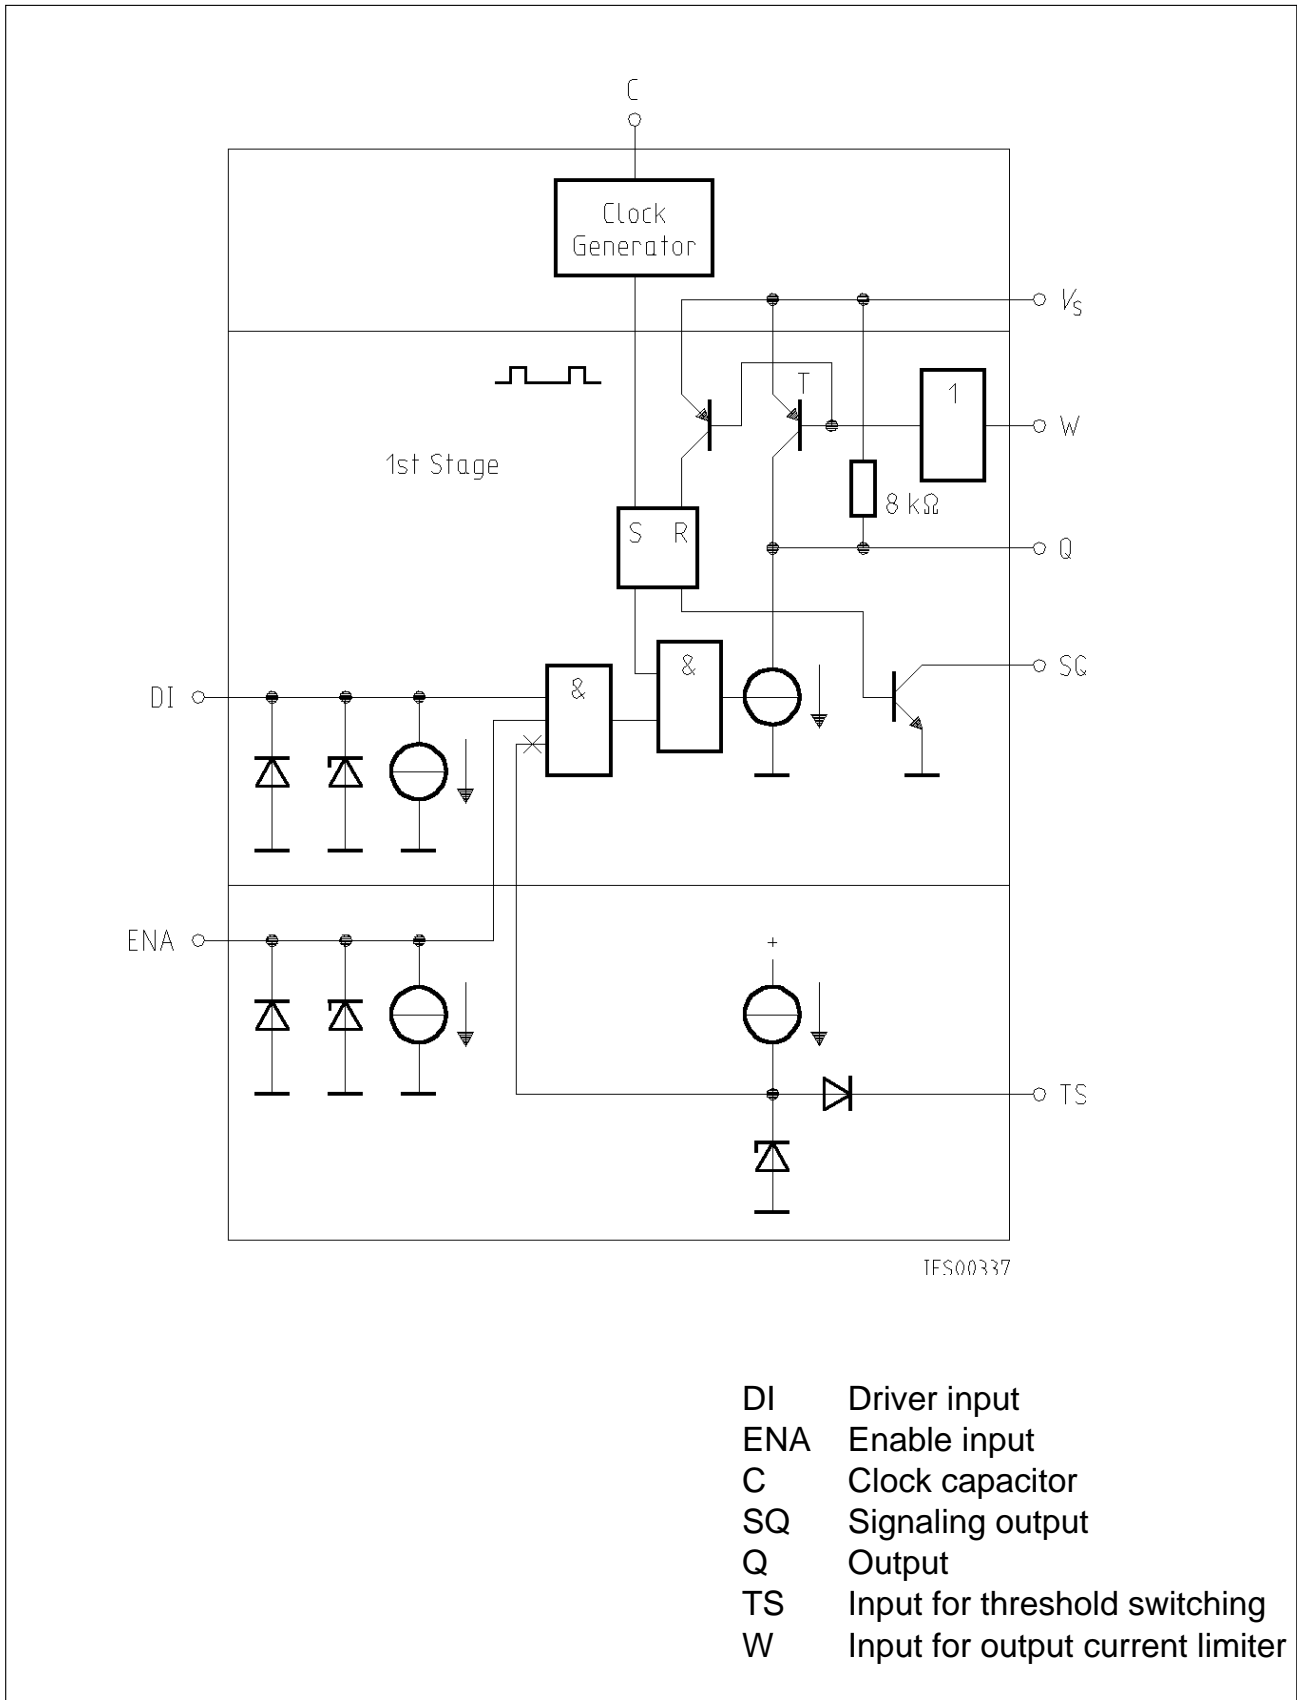 C
Clock
Generator
VS
T
1
W
1st Stage
8 kΩ
S R
Q
&
&
SQ
DI
ENA
+
TS
IES00337
DI Driver input
ENA Enable input
C Clock capacitor
SQ Signaling output
Q Output
TS Input for threshold switching
W Input for output current limiter